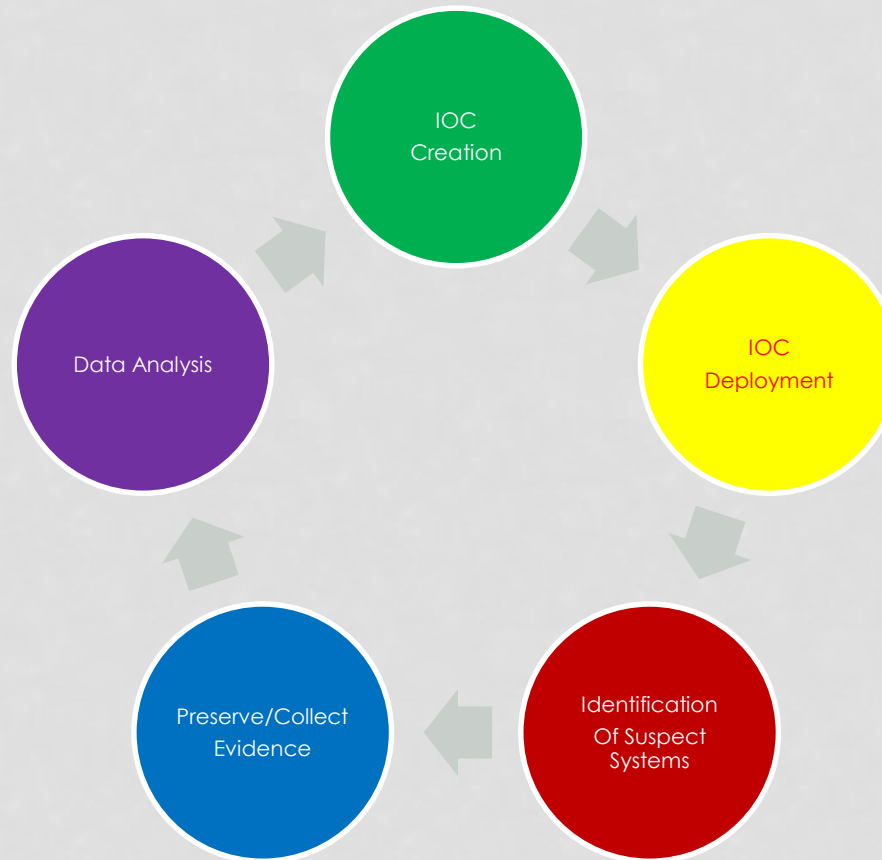 IOC
Creation
IOC
Deployment
Identification
Of Suspect
Systems
Preserve/Collect
Evidence
Data Analysis